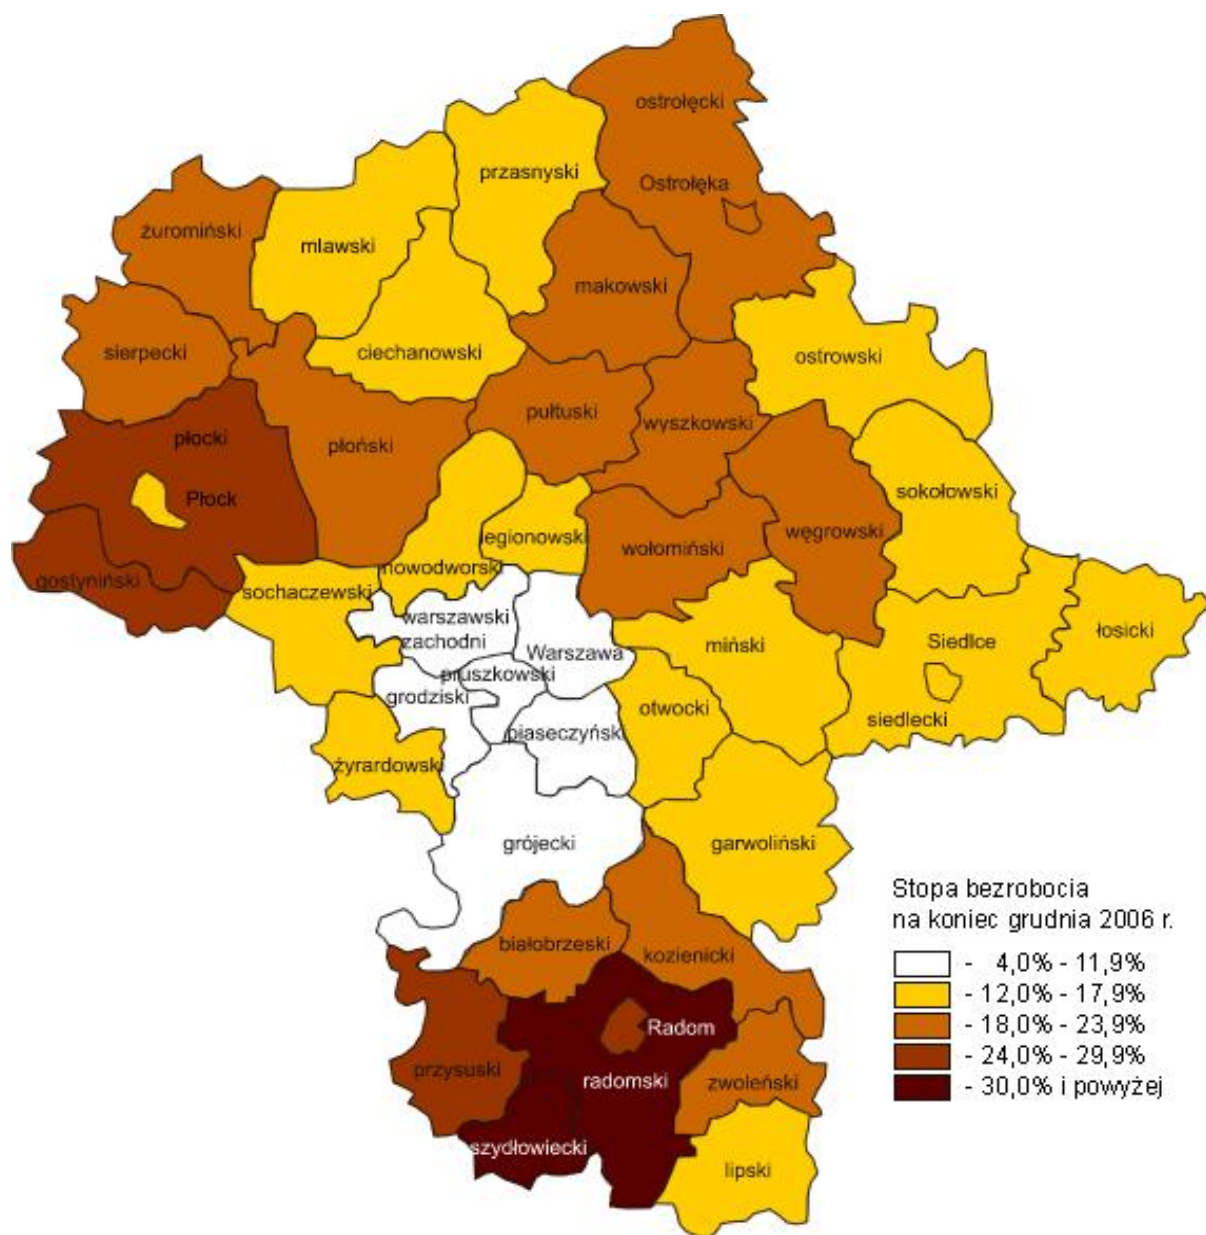 ostrołęcki
przasnyski
Ostrołęka
żuromiński
mlawski
makowski
sierpecki
ciechanowski
ostrowski
pułtuski
wyszkowski
płocki
płoński
Płock
sokołowski
węgrowski
legionowski
wołomiński
nowodworski
gostyniński
sochaczewski
warszawski
zachodni
Warszawa
miński
Siedlce
łosicki
pruszkowski
grodziski
otwocki
siedlecki
piaseczyński
żyrardowski
grójecki
garwoliński
Stopa bezrobocia
na koniec grudnia 2006 r.
białobrzeski
kozienicki
- 4,0% - 11,9%
- 12,0% - 17,9%
- 18,0% - 23,9%
- 24,0% - 29,9%
- 30,0% i powyżej
Radom
przysuski
radomski
zwoleński
szydłowiecki
lipski